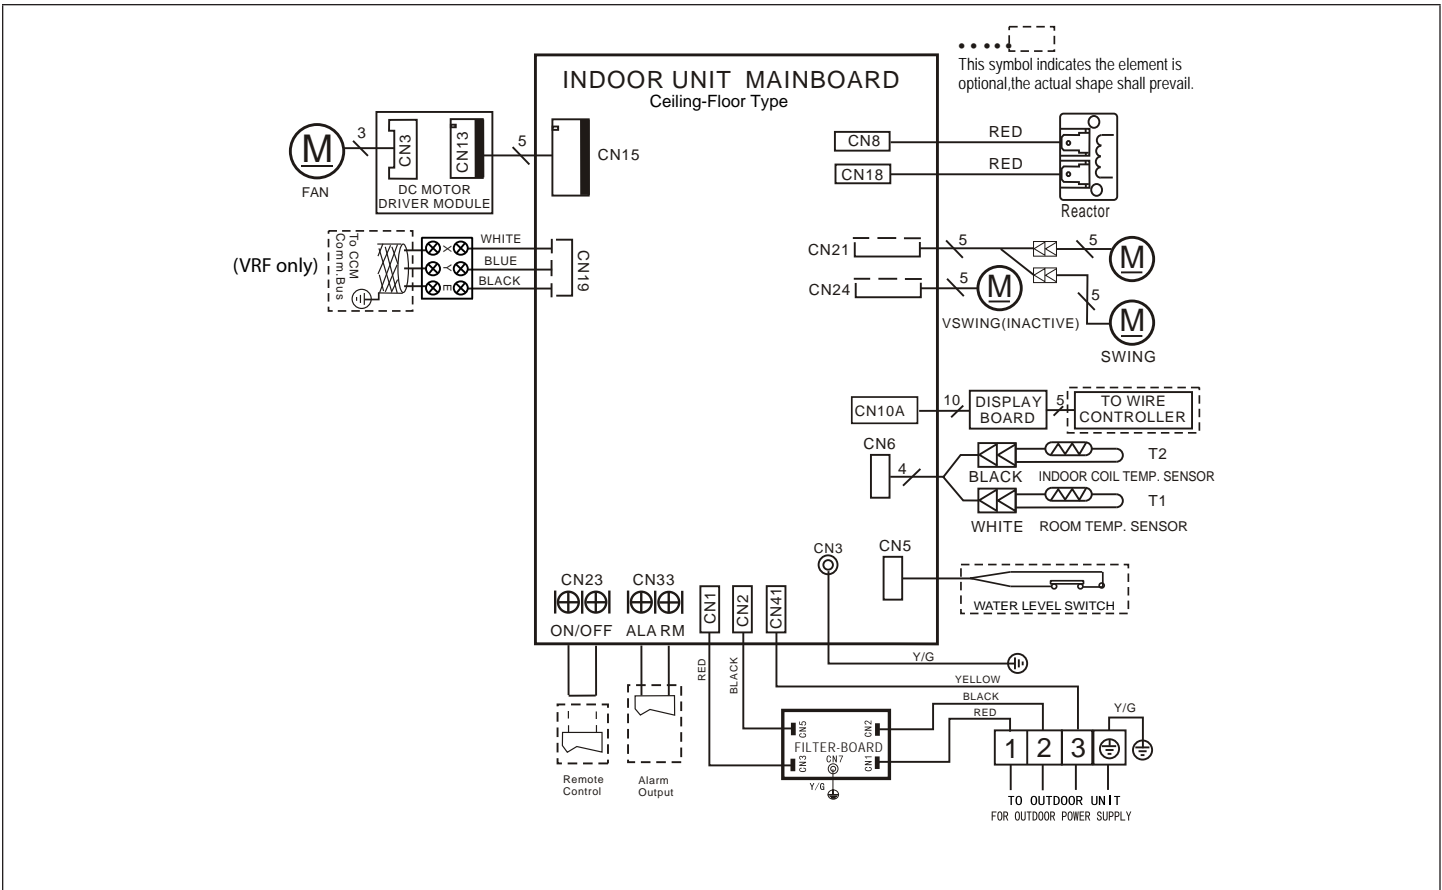 This symbol indicates the element is
optional,the actual shape shall prevail.
INDOOR UNIT MAINBOARD
Ceiling-Floor Type
M
3
FAN
CN3
CN13
DC MOTOR
DRIVER MODULE
5
CN15
CN8
RED
CN18
RED
Reactor
(VRF only)
To CCM
Comm.Bus
X
Y
E
WHITE
BLUE
BLACK
CN19
CN21
5
5
M
CN24
5
M
VSWING(INACTIVE)
5
M
SWING
CN10A
10
DISPLAY
BOARD
5
TO WIRE
CONTROLLER
CN6
4
BLACK
T2
INDOOR COIL TEMP. SENSOR
WHITE
T1
ROOM TEMP. SENSOR
CN3
CN5
WATER LEVEL SWITCH
CN23
ON/OFF
CN33
ALA RM
CN1
CN2
CN41
Remote
Control
Alarm
Output
RED
BLACK
Y/G
YELLOW
BLACK
RED
Y/G
CN5
CN2
FILTER-BOARD
CN3
CN7
CN1
Y/G
1 2 3
TO OUTDOOR UNIT
FOR OUTDOOR POWER SUPPLY